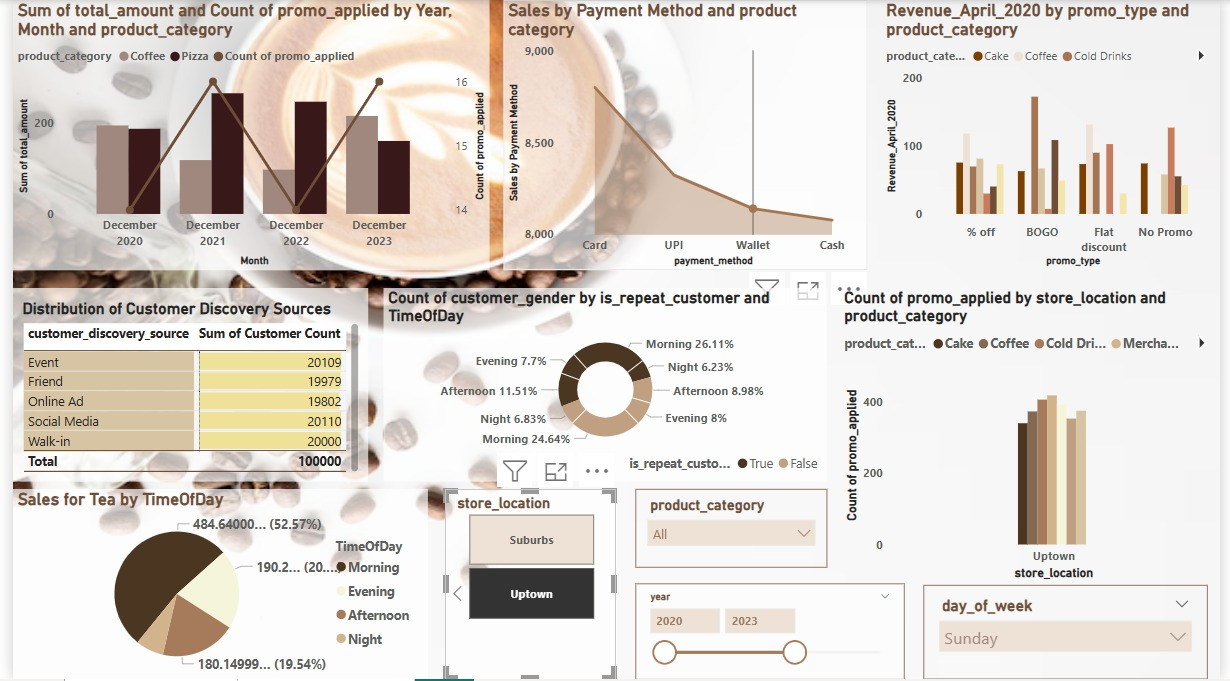 Sum of total_amount and Count of promo_applied by Year,
Month and product_category
product_category Coffee Pizza Count of promo_applied
Sum of total_amount
200
0
16
15
14
Count of promo_applied
December
2020
December
2021
December
2022
December
2023
Month
Sales by Payment Method and product
category
Sales by Payment Method
9,000
8,500
8,000
Card UPI Wallet Cash
payment_method
Revenue_April_2020 by promo_type and
product_category
product_cate... Cake Coffee Cold Drinks
Revenue_April_2020
200
100
0
% off BOGO Flat
discount
No Promo
promo_type
Distribution of Customer Discovery Sources
customer_discovery_source Sum of Customer Count
Event 20109
Friend 19979
Online Ad 19802
Social Media 20110
Walk-in 20000
Total 100000
Count of customer_gender by is_repeat_customer and
TimeOfDay
Morning 26.11%
Night 6.23%
Afternoon 8.98%
Evening 8%
Morning 24.64%
Night 6.83%
Afternoon 11.51%
Evening 7.7%
is_repeat_custo... True False
Count of promo_applied by store_location and
product_category
product_cat... Cake Coffee Cold Dri... Mercha...
Count of promo_applied
400
200
0
Uptown
store_location
Sales for Tea by TimeOfDay
484.64000... (52.57%)
190.2... (20....)
180.14999... (19.54%)
TimeOfDay
Morning
Evening
Afternoon
Night
store_location
Suburbs
Uptown
product_category
All
year
2020 2023
day_of_week
Sunday